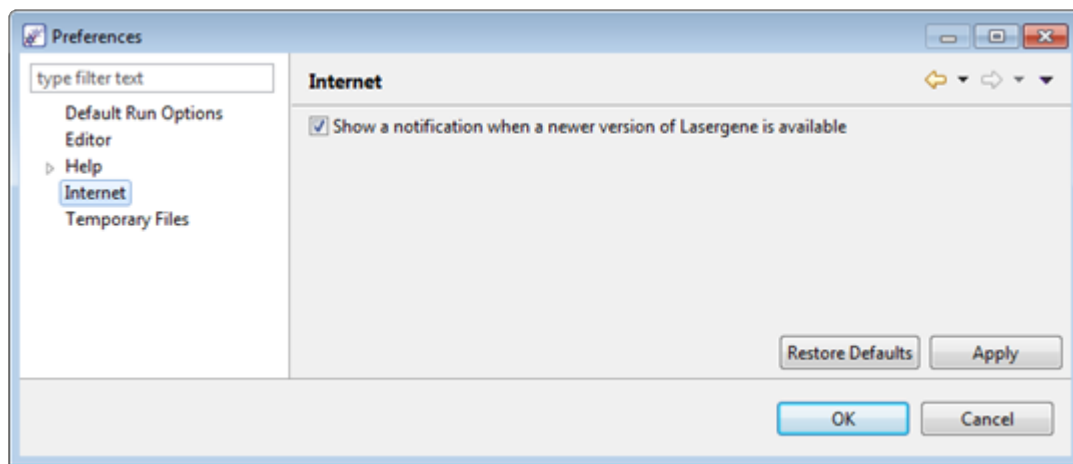 Preferences
type filter text
Default Run Options
Editor
Help
Internet
Temporary Files
Internet
Show a notification when a newer version of Lasergene is available
Restore Defaults
Apply
OK
Cancel